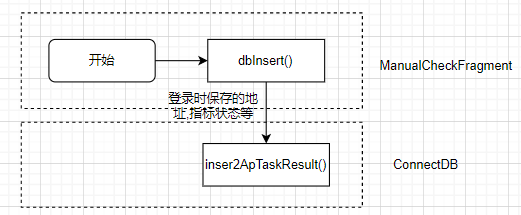 开始
dbInsert()
ManualCheckFragment
登录时保存的地
址,指标状态等
inser2ApTaskResult()
ConnectDB